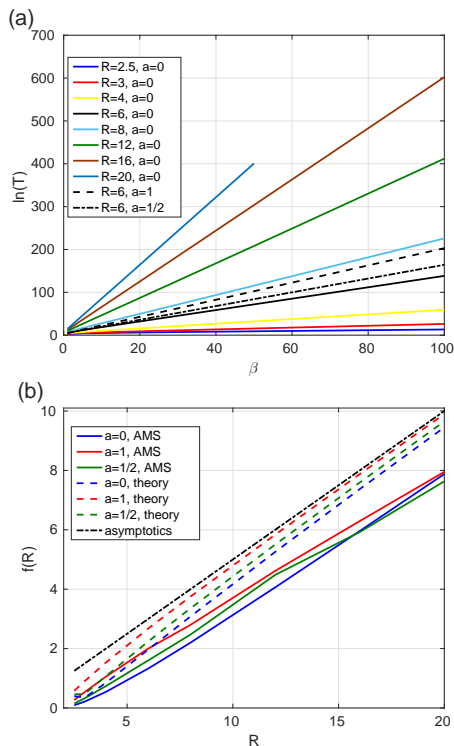 (a)
700
600
500
400
300
200
100
0
ln(T)
R=2.5, a=0
R=3, a=0
R=4, a=0
R=6, a=0
R=8, a=0
R=12, a=0
R=16, a=0
R=20, a=0
R=6, a=1
R=6, a=1/2
0 20 40 60 80 100
β
(b)
10
8
6
4
2
0
f(R)
a=0, AMS
a=1, AMS
a=1/2, AMS
a=0, theory
a=1, theory
a=1/2, theory
asymptotics
5 10 15 20
R